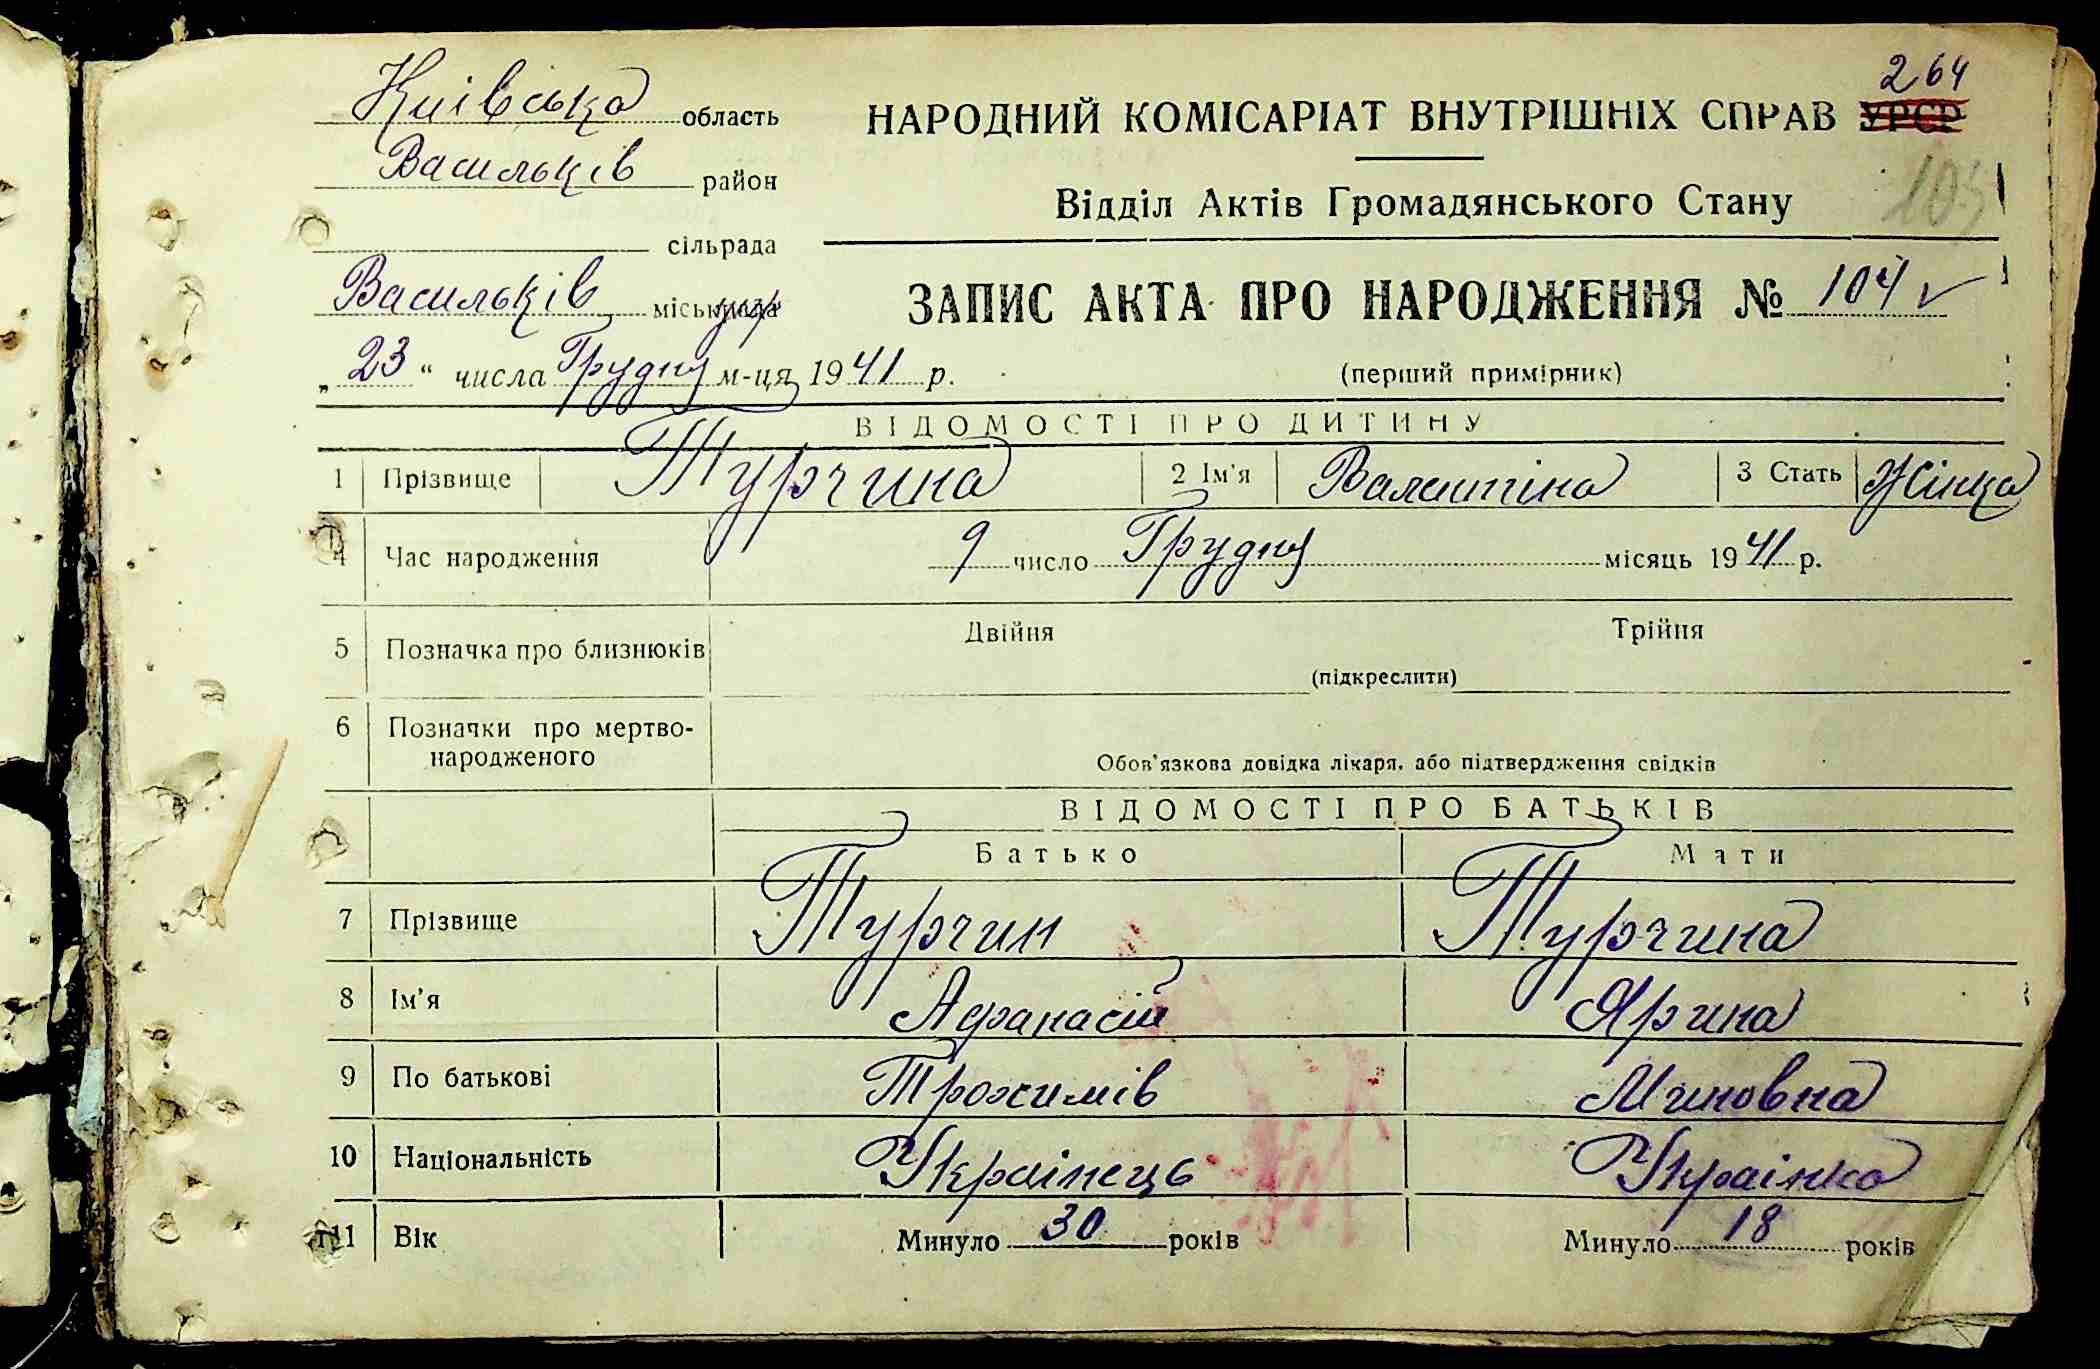 264
Київська область
НАРОДНИЙ КОМІСАРІАТ ВНУТРІШНІХ СПРАВ УРСР
Васильків район
Відділ Актів Громадянського Стану
103
сільрада
Васильків міськрада
ЗАПИС АКТА ПРО НАРОДЖЕННЯ № 104
„23“ числа Грудня м-ця 1941 р.
(перший примірник)
ВІДОМОСТІ ПРО ДИТИНУ
1 Прізвище Турчина 2 Ім'я Валентіна 3 Стать Жінка
4 Час народження 9 число Грудня місяць 1941 р.
5 Позначка про близнюків Двійня Трійня
(підкреслити)
6 Позначки про мертво-
народженого
Обов'язкова довідка лікаря, або підтвердження свідків
ВІДОМОСТІ ПРО БАТЬКІВ
Батько Мати
7 Прізвище Турчин Турчина
8 Ім'я Афанасій Ярина
9 По батькові Трохимів Миновна
10 Національність Українець Українка
11 Вік Минуло 30 років Минуло 18 років